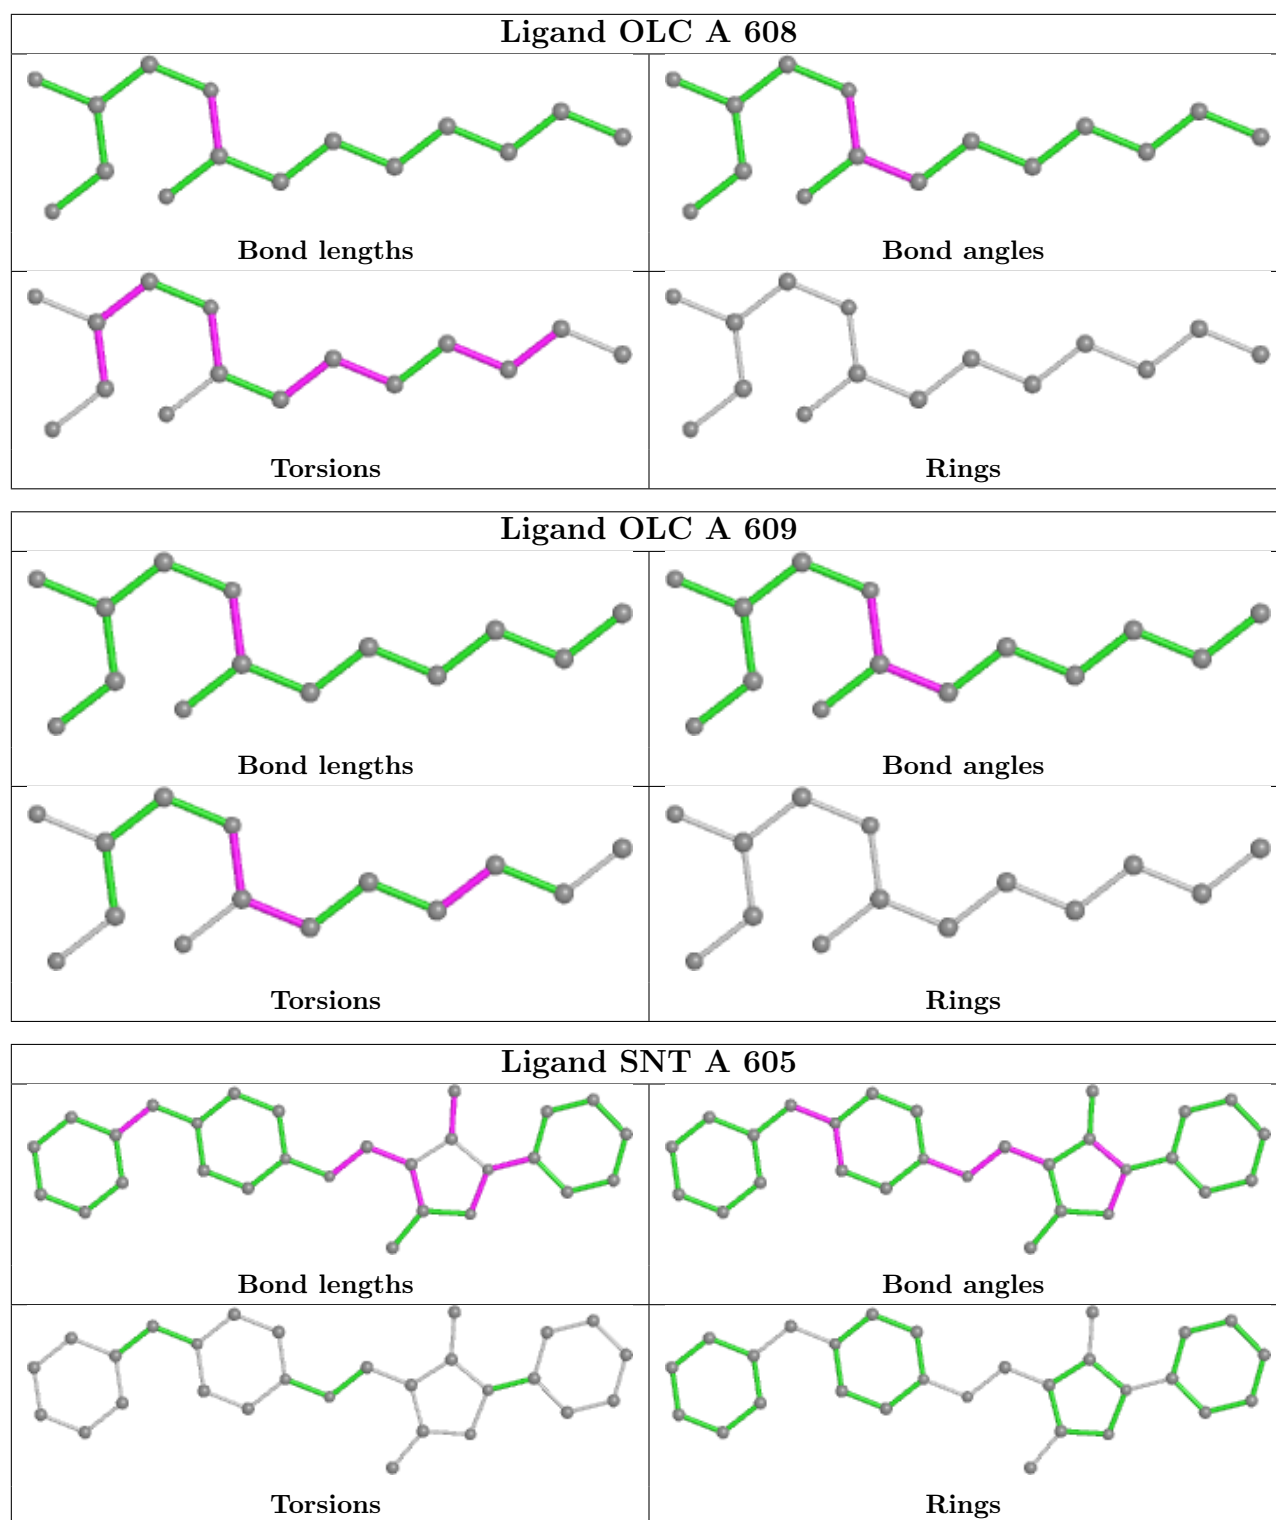 Ligand OLC A 608
Bond lengths
Bond angles
Torsions
Rings
Ligand OLC A 609
Bond lengths
Bond angles
Torsions
Rings
Ligand SNT A 605
Bond lengths
Bond angles
Torsions
Rings